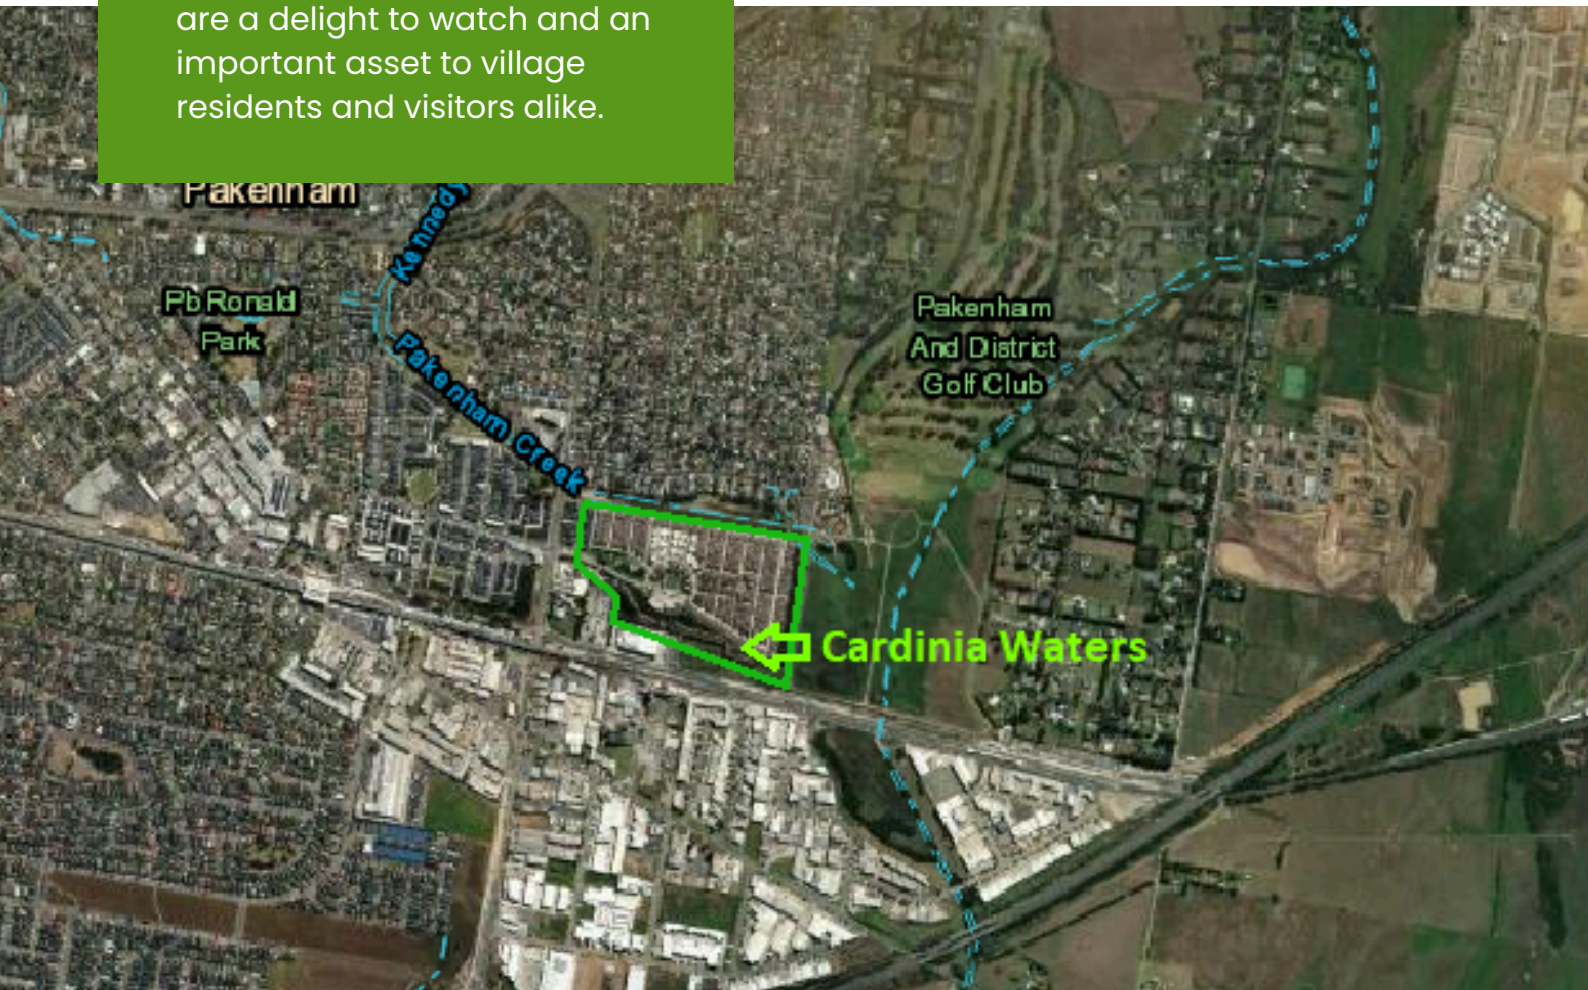 are a delight to watch and an
important asset to village
residents and visitors alike.
Pakenham
Kennedy
Pb Ronald
Park
Pakenham Creek
Pakenham
And District
Golf Club
Cardinia Waters